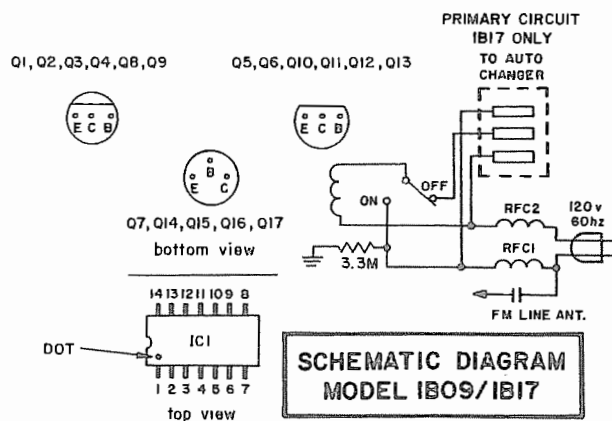 PRIMARY CIRCUIT
1B17 ONLY
TO AUTO
CHANGER
Q1, Q2, Q3, Q4, Q8, Q9
Q5, Q6, Q10, Q11, Q12, Q13
E C B
E C B
B
E C
Q7, Q14, Q15, Q16, Q17
bottom view
OFF
ON
3.3M
RFC2
RFC1
120v
60hz
FM LINE ANT.
14 13 12 11 10 9 8
IC1
DOT
1 2 3 4 5 6 7
top view
SCHEMATIC DIAGRAM
MODEL 1B09/1B17